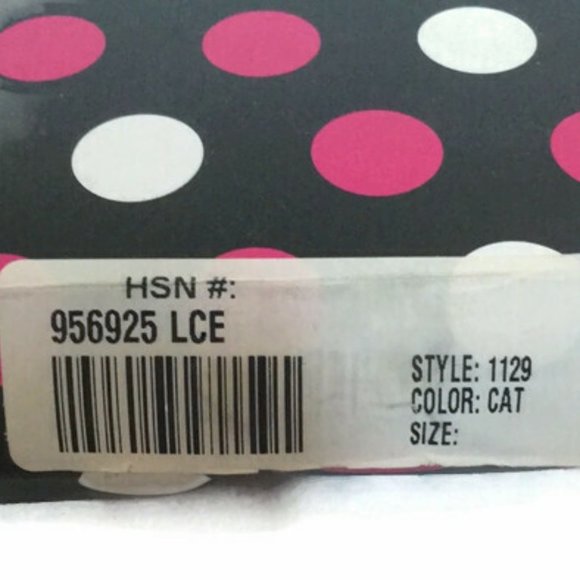 HSN #:
956925 LCE
STYLE: 1129
COLOR: CAT
SIZE: